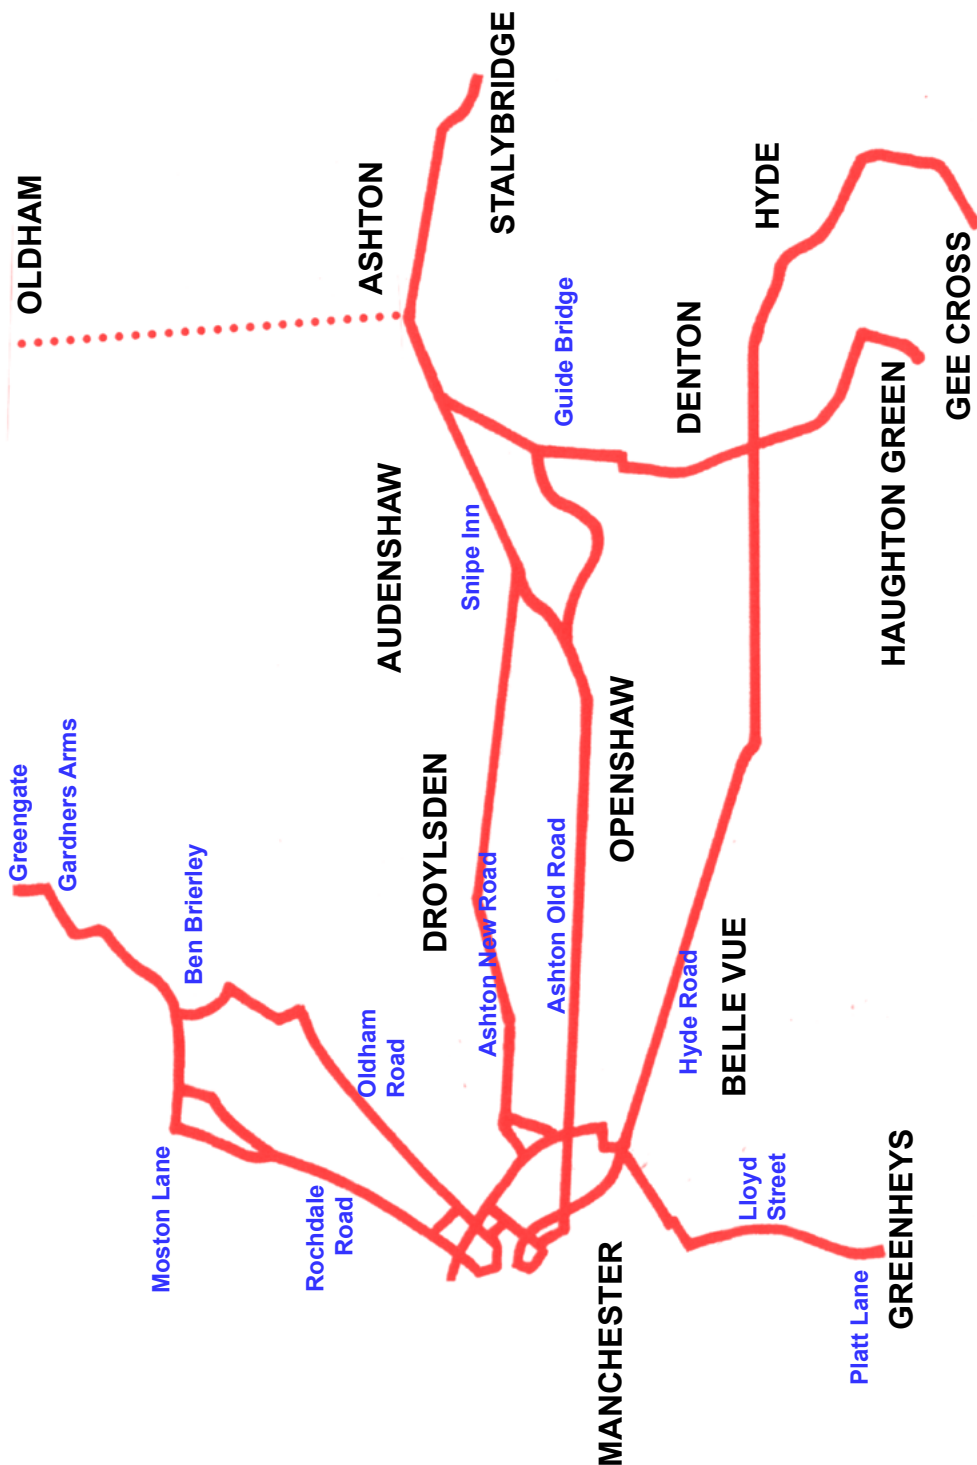 Greengate
Gardners Arms
Ben Brierley
Moston Lane
Rochdale
Road
Oldham
Road
OLDHAM
ASHTON
STALYBRIDGE
AUDENSHAW
Snipe Inn
Guide Bridge
DROYLSDEN
Ashton New Road
Ashton Old Road
OPENSHAW
DENTON
HYDE
GEE CROSS
HAUGHTON GREEN
Hyde Road
BELLE VUE
MANCHESTER
Lloyd
Street
Platt Lane
GREENHEYS